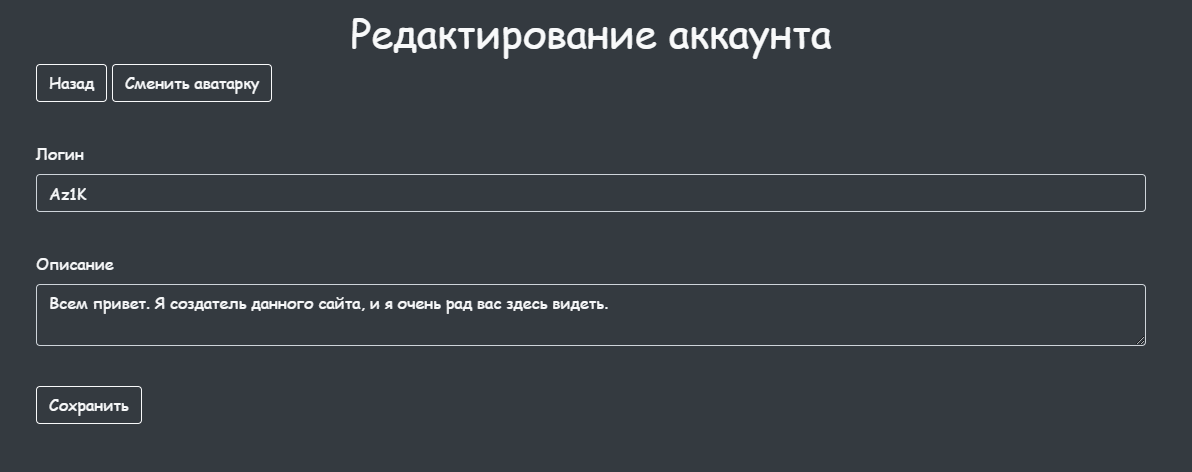 Редактирование аккаунта
Назад Сменить аватарку
Логин
Az1K
Описание
Всем привет. Я создатель данного сайта, и я очень рад вас здесь видеть.
Сохранить